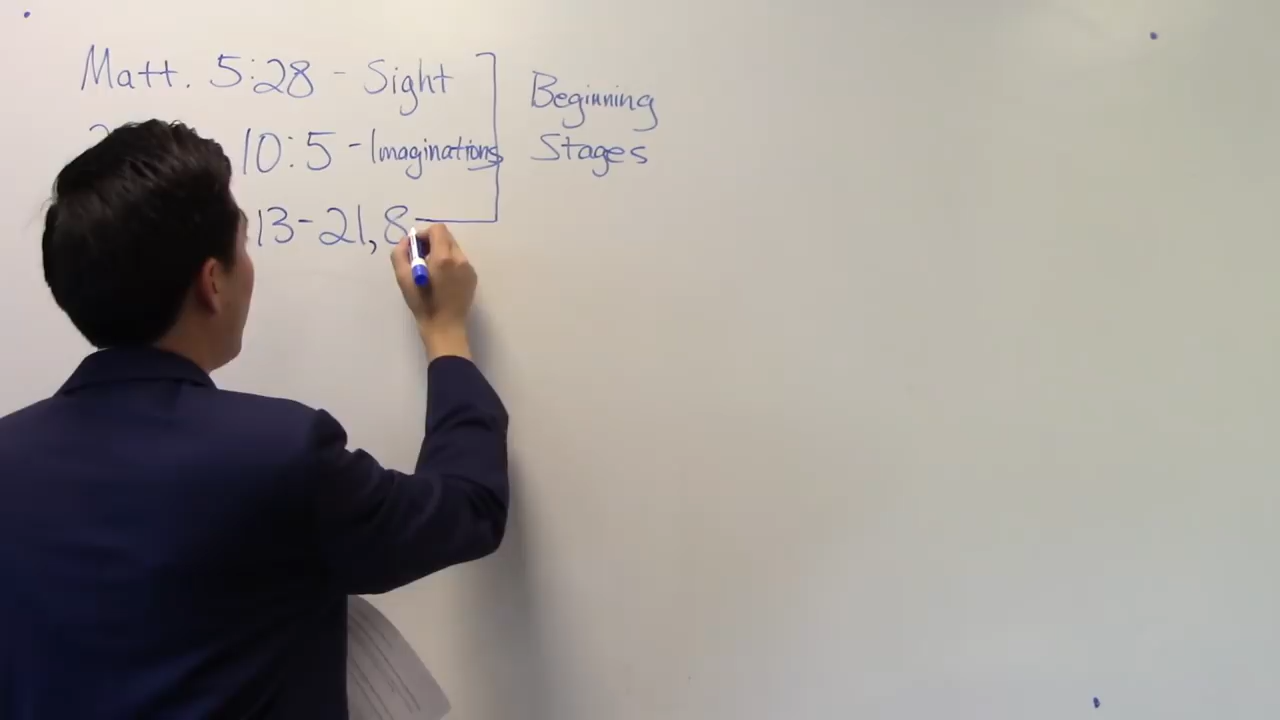 Matt. 5:28 - Sight
10:5 - Imaginations
13-21, 8
Beginning
Stages